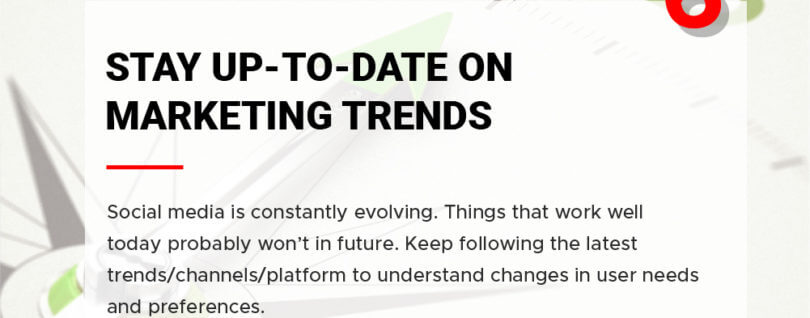 STAY UP-TO-DATE ON
MARKETING TRENDS
Social media is constantly evolving. Things that work well
today probably won’t in future. Keep following the latest
trends/channels/platform to understand changes in user needs
and preferences.